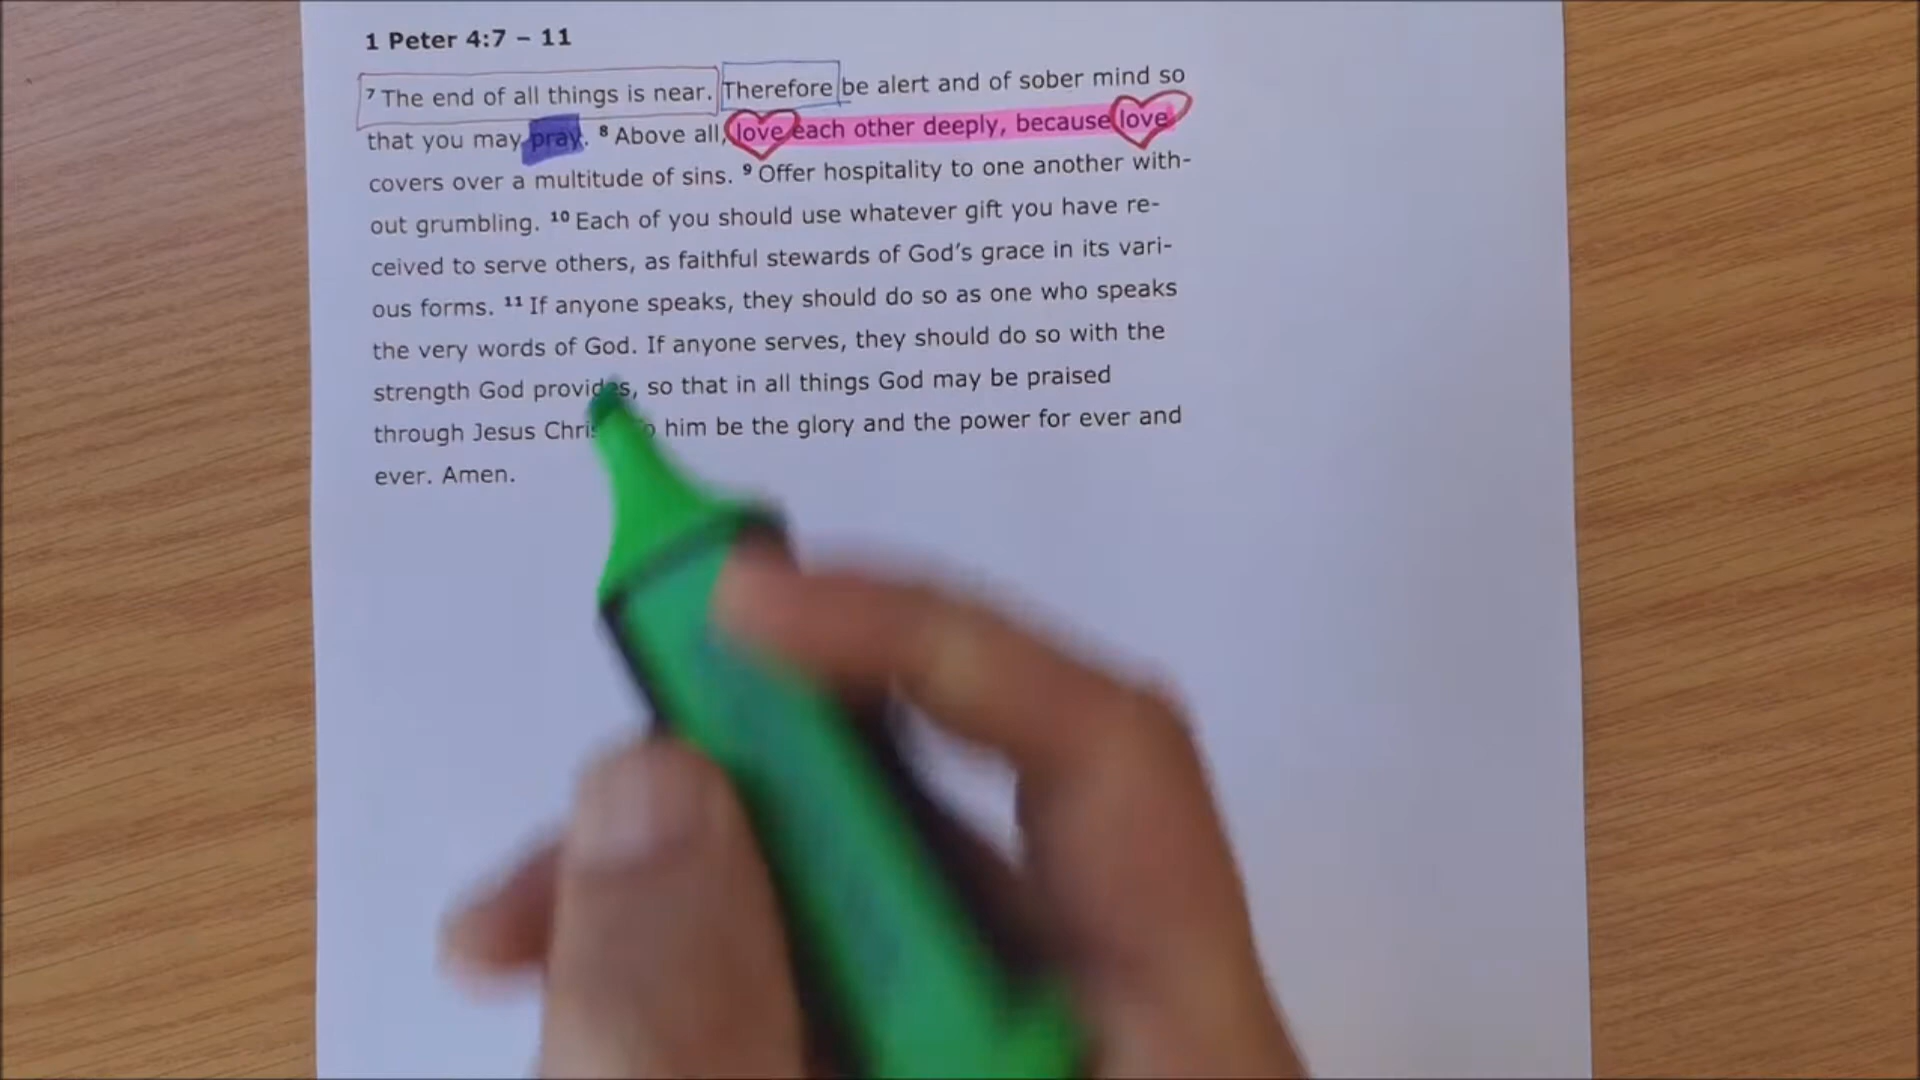 1 Peter 4:7 – 11
⁷ The end of all things is near. Therefore be alert and of sober mind so
that you may pray. ⁸ Above all, love each other deeply, because love
covers over a multitude of sins. ⁹ Offer hospitality to one another with-
out grumbling. ¹⁰ Each of you should use whatever gift you have re-
ceived to serve others, as faithful stewards of God’s grace in its vari-
ous forms. ¹¹ If anyone speaks, they should do so as one who speaks
the very words of God. If anyone serves, they should do so with the
strength God provides, so that in all things God may be praised
through Jesus him be the glory and the power for ever and
ever. Amen.